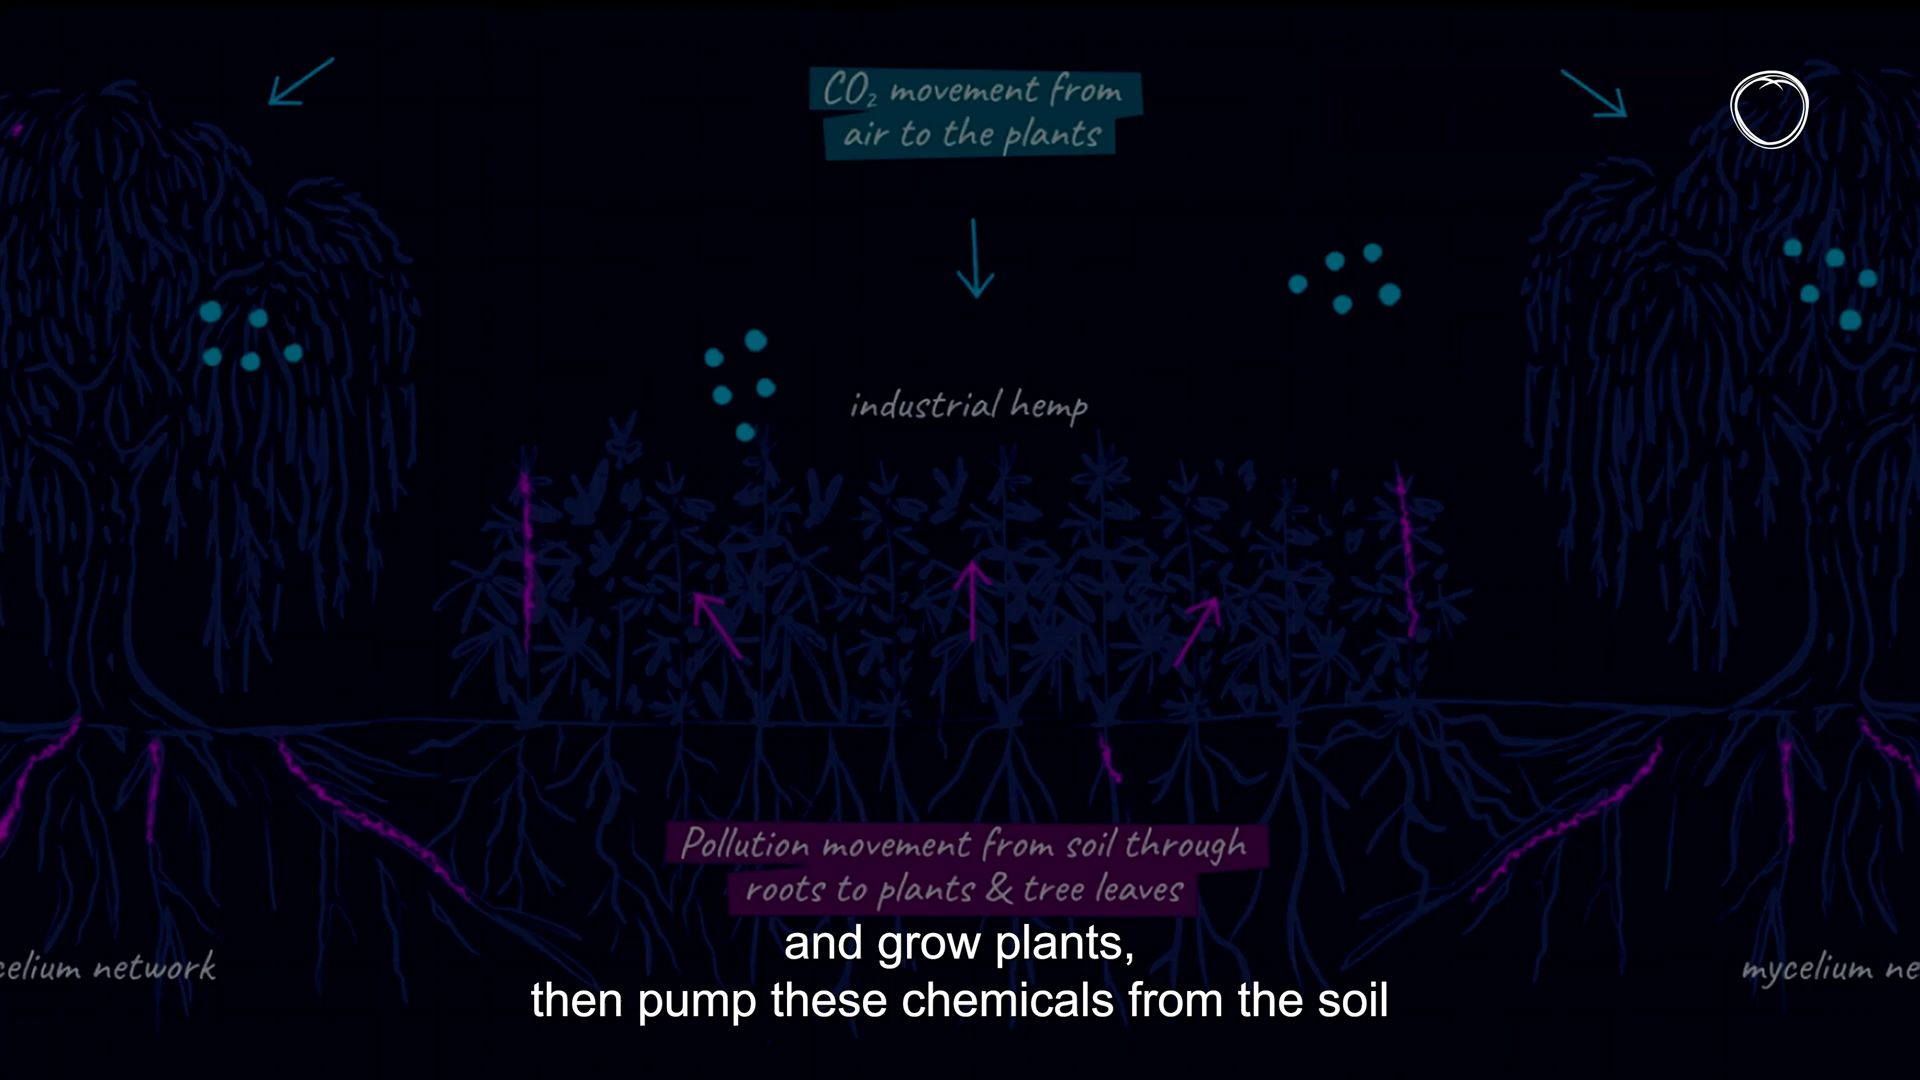 CO₂ movement from
air to the plants
industrial hemp
Pollution movement from soil through
roots to plants & tree leaves
and grow plants,
then pump these chemicals from the soil
celium network
mycelium ne